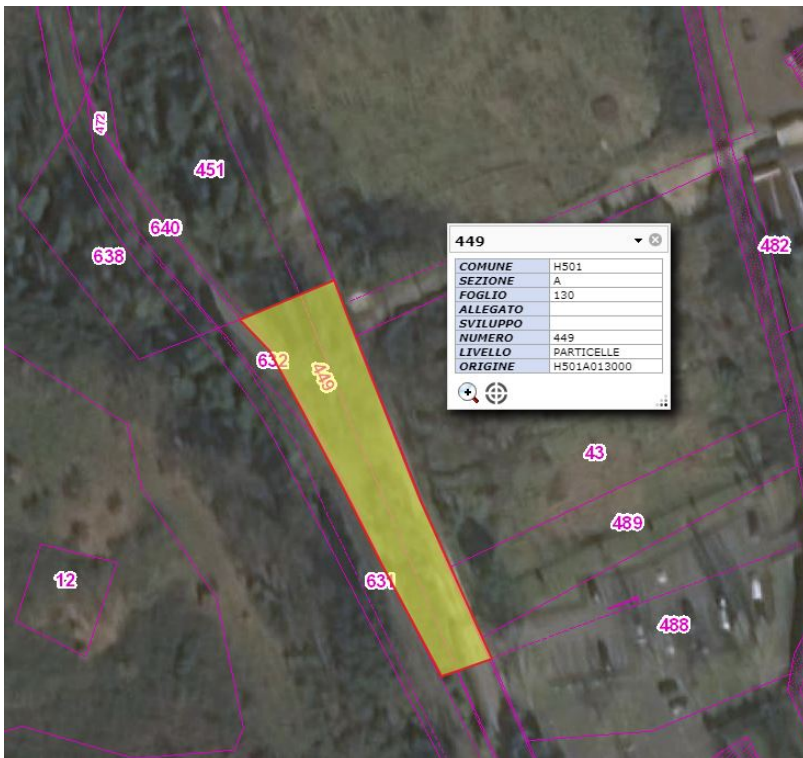 472
451
640
638
449
COMUNE H501
SEZIONE A
FOGLIO 130
ALLEGATO
SVILUPPO
NUMERO 449
LIVELLO PARTICELLE
ORIGINE H501A013000
482
632
449
43
489
12
631
488